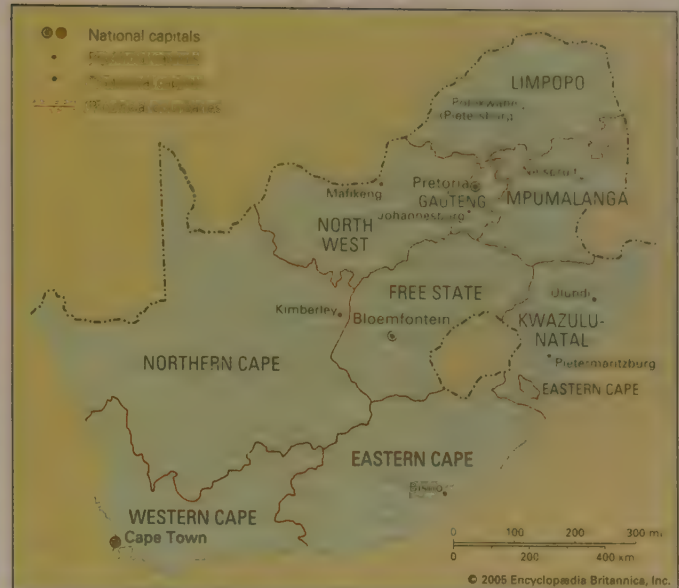 National capitals
LIMPOPO
(Pietersburg)
Pretoria
Mafikeng
GAUTENG
MPUMALANGA
Johannesburg
NORTH
WEST
FREE STATE
Ulundi
Kimberley
Bloemfontein
KWAZULU-
NATAL
NORTHERN CAPE
Pietermaritzburg
EASTERN CAPE
EASTERN CAPE
WESTERN CAPE
Cape Town
0 100 200 300 mi.
0 200 400 km
© 2005 Encyclopædia Britannica, Inc.